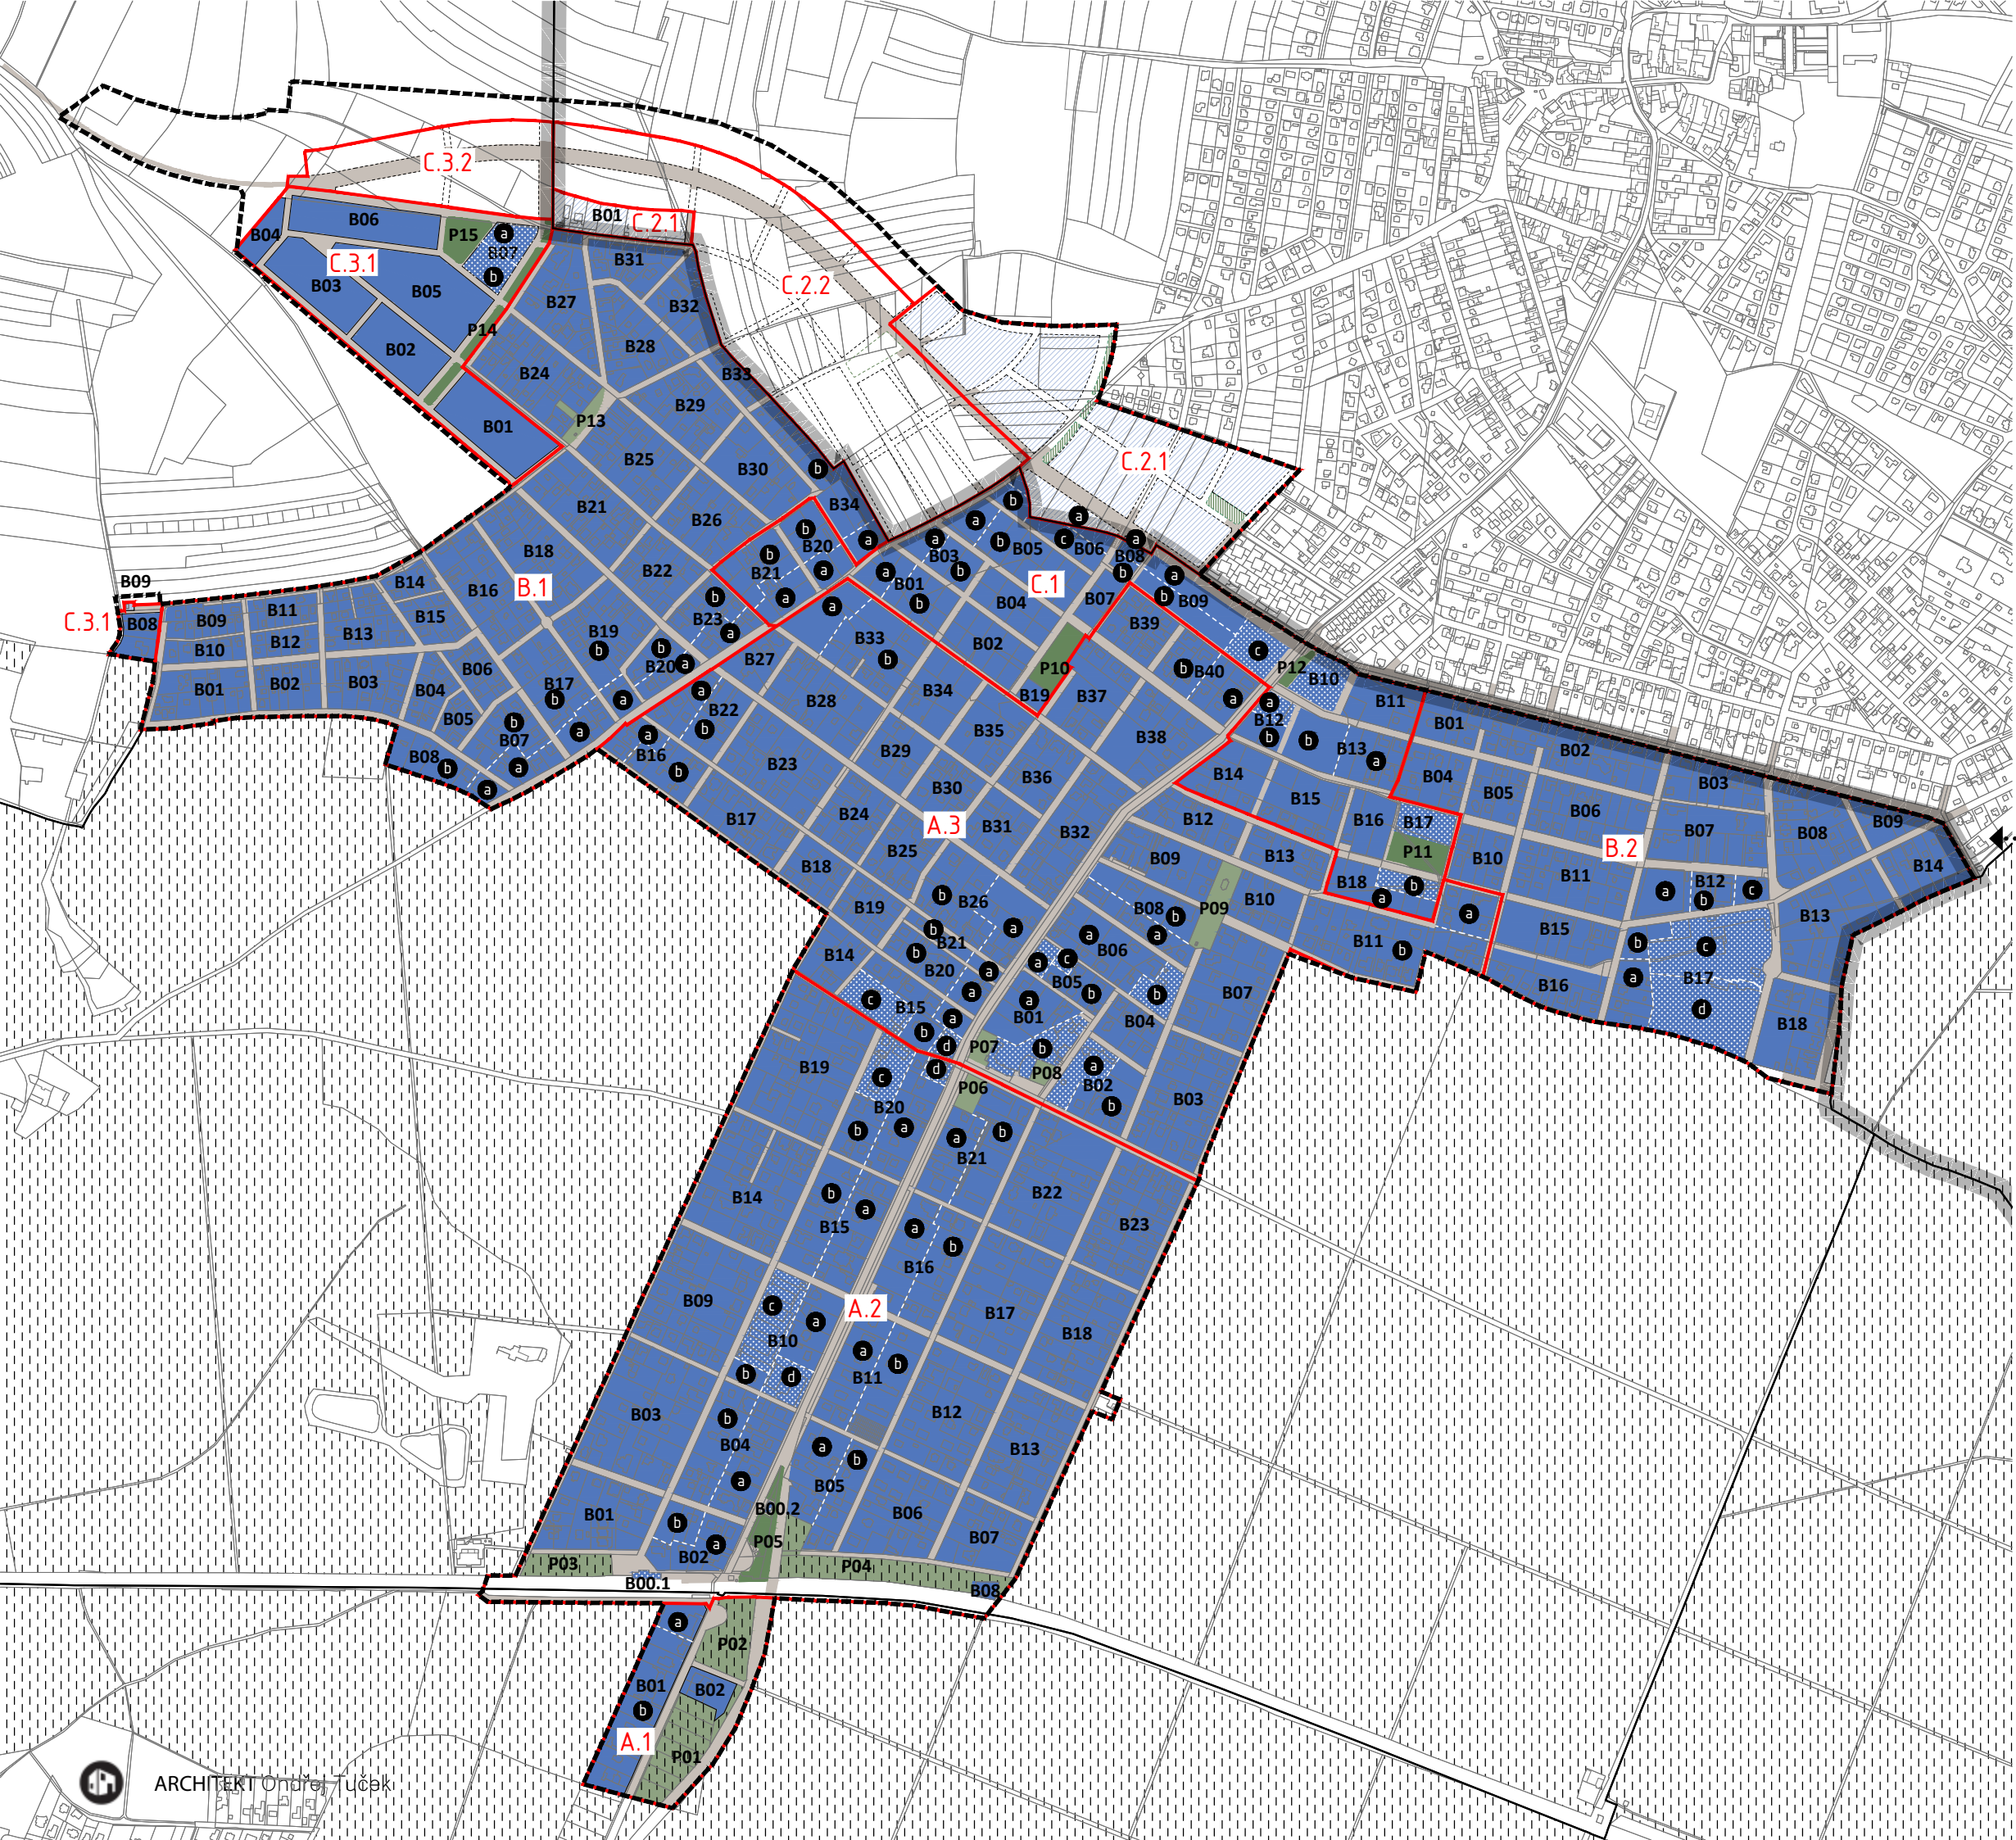 C.3.2
B06
P15
a
B07
b
B04
C.3.1
B03
B05
B02
P14
B01
B01
C.2.1
C.2.2
C.2.1
B31
B27
B32
B28
B33
B24
P13
B29
B25
B30
b
B34
B21
B26
b
B20
a
b
B21
a
a
B18
B.1
B22
b
B23
a
B16
B19
b
b
B20
a
a
B14
B15
B09
C.3.1
B08
B09
B11
B10
B12
B13
B01
B02
B03
B04
B06
B05
B17
b
b
B07
a
a
B08
b
a
b
a
a
B03
b
B05
c
B06
a
a
B08
b
a
b
B09
a
B01
b
B04
C.1
B07
B02
P10
B19
B39
b
B40
a
c
P12
B10
a
B12
b
b
B13
a
B11
B14
B15
B16
B17
P11
B18
b
a
a
B33
b
B27
B28
B34
B37
a
B22
b
a
B16
b
B35
B38
B29
B23
B36
B30
B24
A.3
B31
B32
B17
B25
B18
B12
B09
B13
b
B26
a
B19
b
B21
b
B20
a
a
B14
c
B15
b
a
d
B08
b
a
P09
B10
a
B11
b
a
B06
a
c
B05
b
a
B01
b
b
B04
B07
P07
P08
a
B02
b
B03
B01
B02
B03
B04
B05
B06
B07
B08
B09
B.2
B10
B11
a
B12
b
c
B14
B13
B15
b
a
c
B17
d
B16
B18
B19
c
d
P06
B20
b
a
a
b
B21
B22
B23
B14
b
a
B15
a
b
B16
B09
c
a
A.2
B10
b
d
B17
B18
a
b
B11
B12
B03
b
B04
a
a
b
B05
B13
B01
b
a
B02
B00.2
P05
B06
B07
P03
B00.1
P04
B08
a
P02
B01
b
B02
A.1
P01
ARCHITEKT Ondřej Tuček